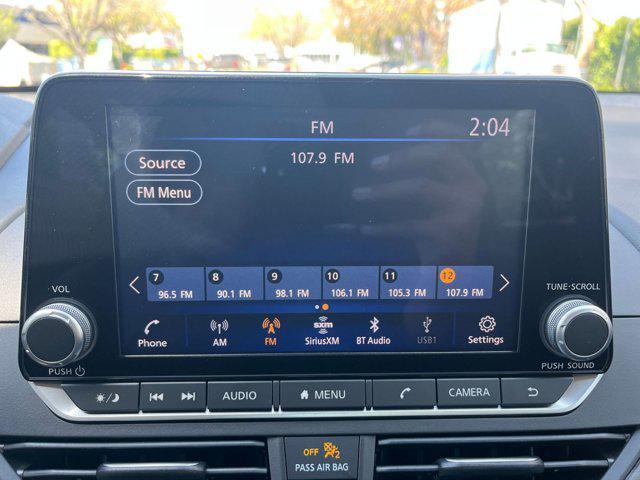 FM 2:04
Source
107.9 FM
FM Menu
7 8 9 10 11 12
96.5 FM 90.1 FM 98.1 FM 106.1 FM 105.3 FM 107.9 FM
VOL
TUNE·SCROLL
sxm
Phone AM FM SiriusXM BT Audio USB1 Settings
PUSH
PUSH SOUND
AUDIO MENU CAMERA
OFF 2
PASS AIR BAG